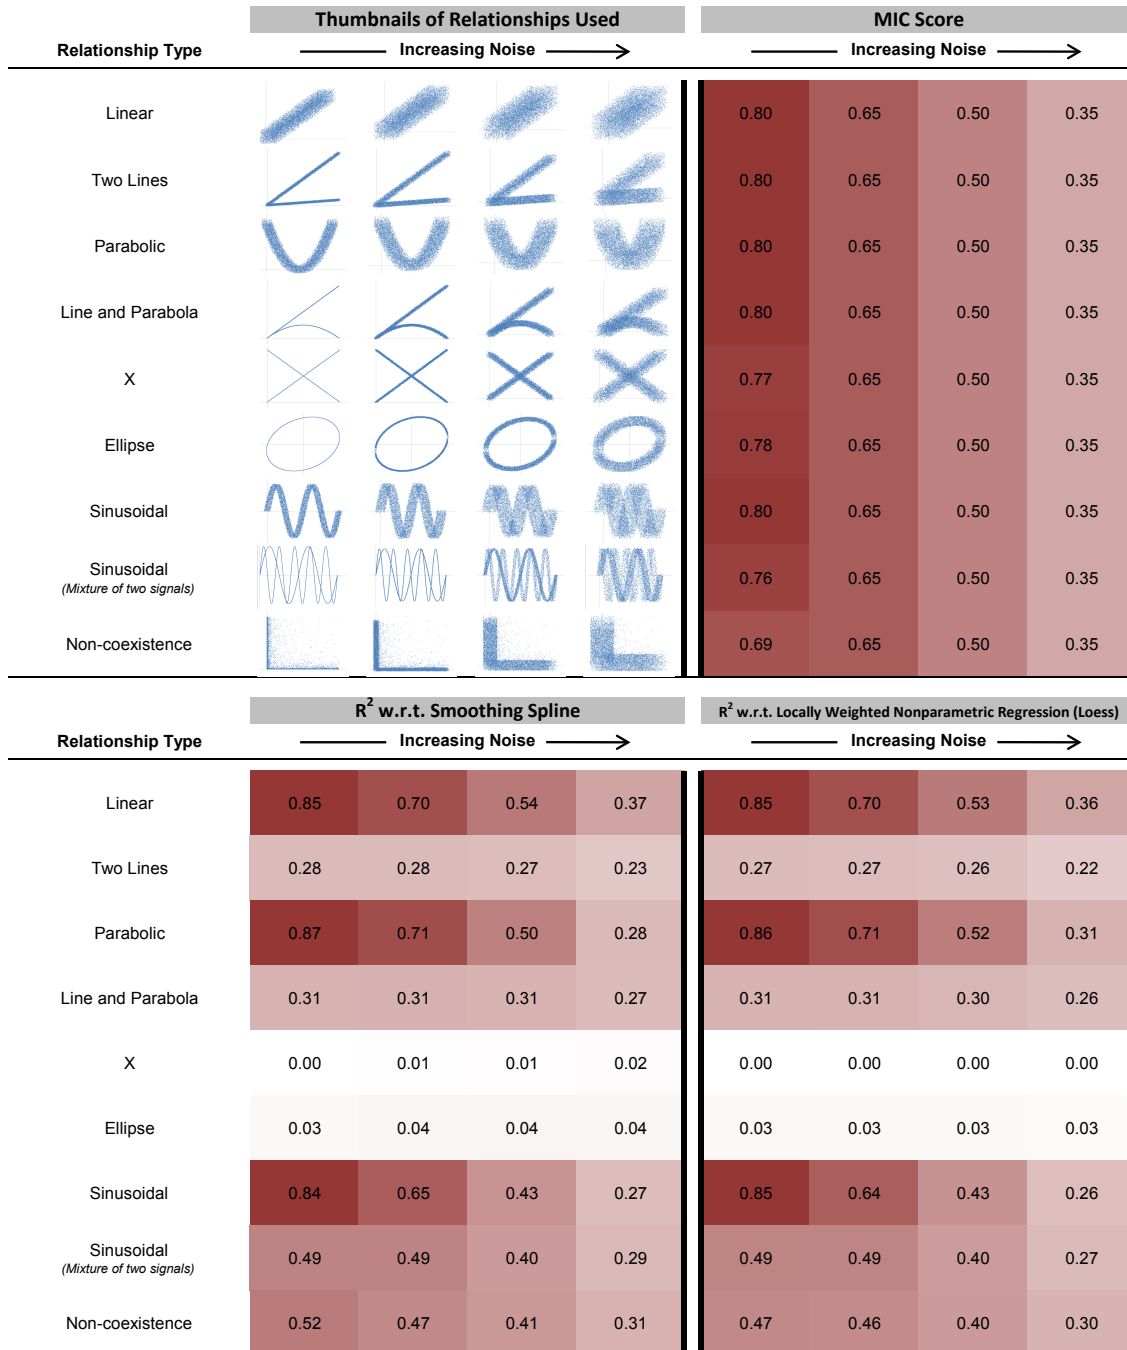 Thumbnails of Relationships Used MIC Score
Relationship Type Increasing Noise Increasing Noise
Linear 0.80 0.65 0.50 0.35
Two Lines 0.80 0.65 0.50 0.35
Parabolic 0.80 0.65 0.50 0.35
Line and Parabola 0.80 0.65 0.50 0.35
X 0.77 0.65 0.50 0.35
Ellipse 0.78 0.65 0.50 0.35
Sinusoidal 0.80 0.65 0.50 0.35
Sinusoidal
(Mixture of two signals) 0.76 0.65 0.50 0.35
Non-coexistence 0.69 0.65 0.50 0.35
R² w.r.t. Smoothing Spline R² w.r.t. Locally Weighted Nonparametric Regression (Loess)
Relationship Type Increasing Noise Increasing Noise
Linear 0.85 0.70 0.54 0.37 0.85 0.70 0.53 0.36
Two Lines 0.28 0.28 0.27 0.23 0.27 0.27 0.26 0.22
Parabolic 0.87 0.71 0.50 0.28 0.86 0.71 0.52 0.31
Line and Parabola 0.31 0.31 0.31 0.27 0.31 0.31 0.30 0.26
X 0.00 0.01 0.01 0.02 0.00 0.00 0.00 0.00
Ellipse 0.03 0.04 0.04 0.04 0.03 0.03 0.03 0.03
Sinusoidal 0.84 0.65 0.43 0.27 0.85 0.64 0.43 0.26
Sinusoidal
(Mixture of two signals) 0.49 0.49 0.40 0.29 0.49 0.49 0.40 0.27
Non-coexistence 0.52 0.47 0.41 0.31 0.47 0.46 0.40 0.30